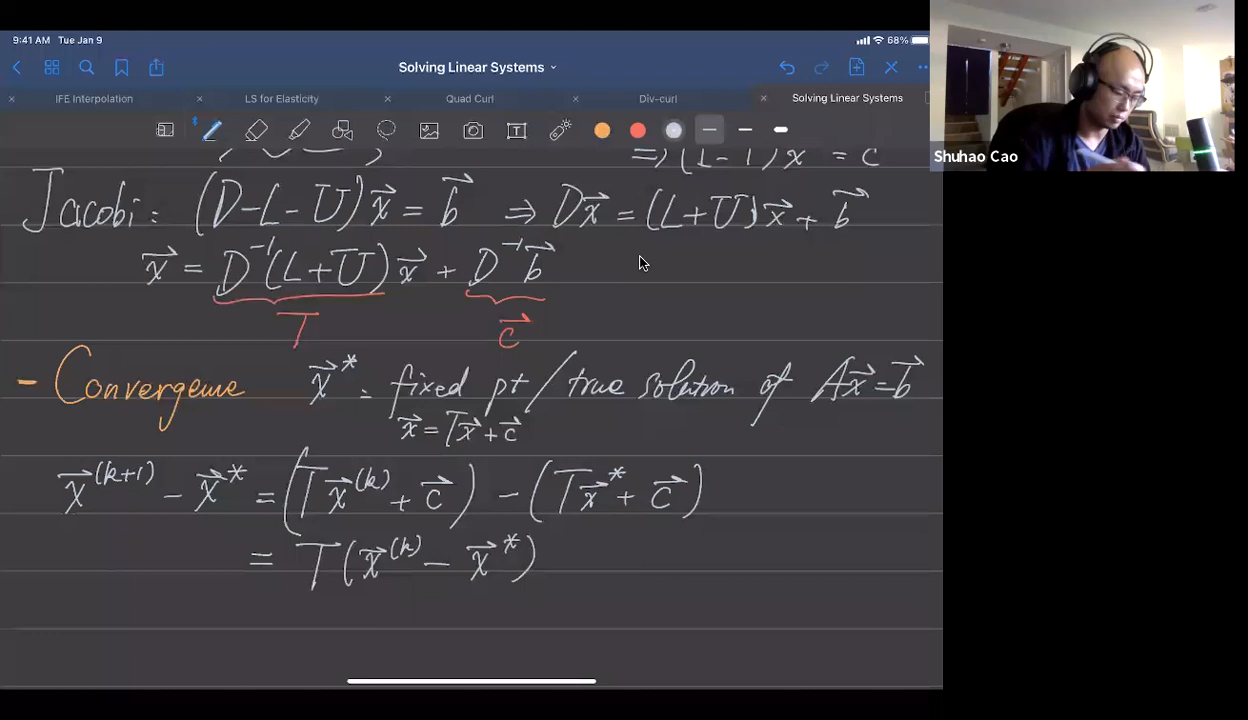 9:41 AM Tue Jan 9
68%
Solving Linear Systems
IFE Interpolation
LS for Elasticity
Quad Curl
Div-curl
Solving Linear Systems
Shuhao Cao
Jacobi: (D-L-U)x⃗ = b⃗ ⇒ Dx⃗ = (L+U)x⃗ + b⃗
x⃗ = D⁻¹(L+U)x⃗ + D⁻¹b⃗
T c⃗
- Convergence x⃗* = fixed pt/true solution of Ax⃗=b⃗
x⃗ = Tx⃗+c⃗
x⃗⁽ᵏ⁺¹⁾ - x⃗* = (Tx⃗⁽ᵏ⁾ + c⃗) - (Tx⃗* + c⃗)
= T(x⃗⁽ᵏ⁾ - x⃗*)